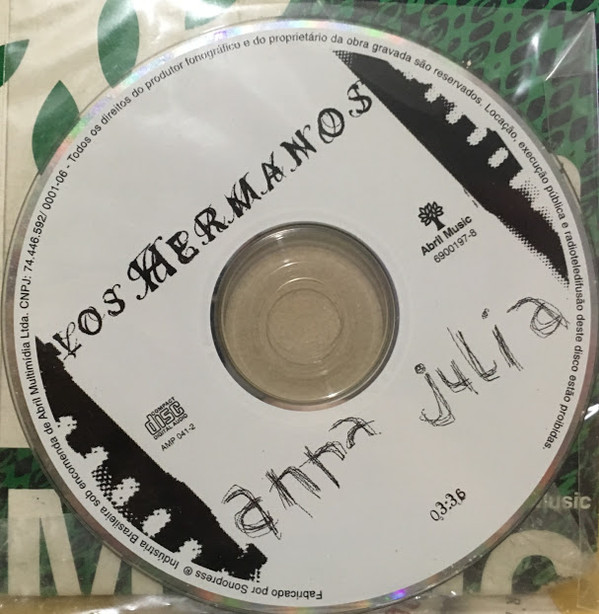 Todos os direitos do produtor fonográfico e do proprietário da obra gravada são reservados. Locação, execução pública e radioteledifusão deste disco estão proibidas.
LOS HERMANOS
Abril Music
6900197-8
anna julia
COMPACT
disc
DIGITAL AUDIO
AMP 041-2
03:36
Fabricado por Sonopress ® Indústria Brasileira sob encomenda de Abril Multimídia Ltda. CNPJ: 74.446.592/0001-06 -
Music